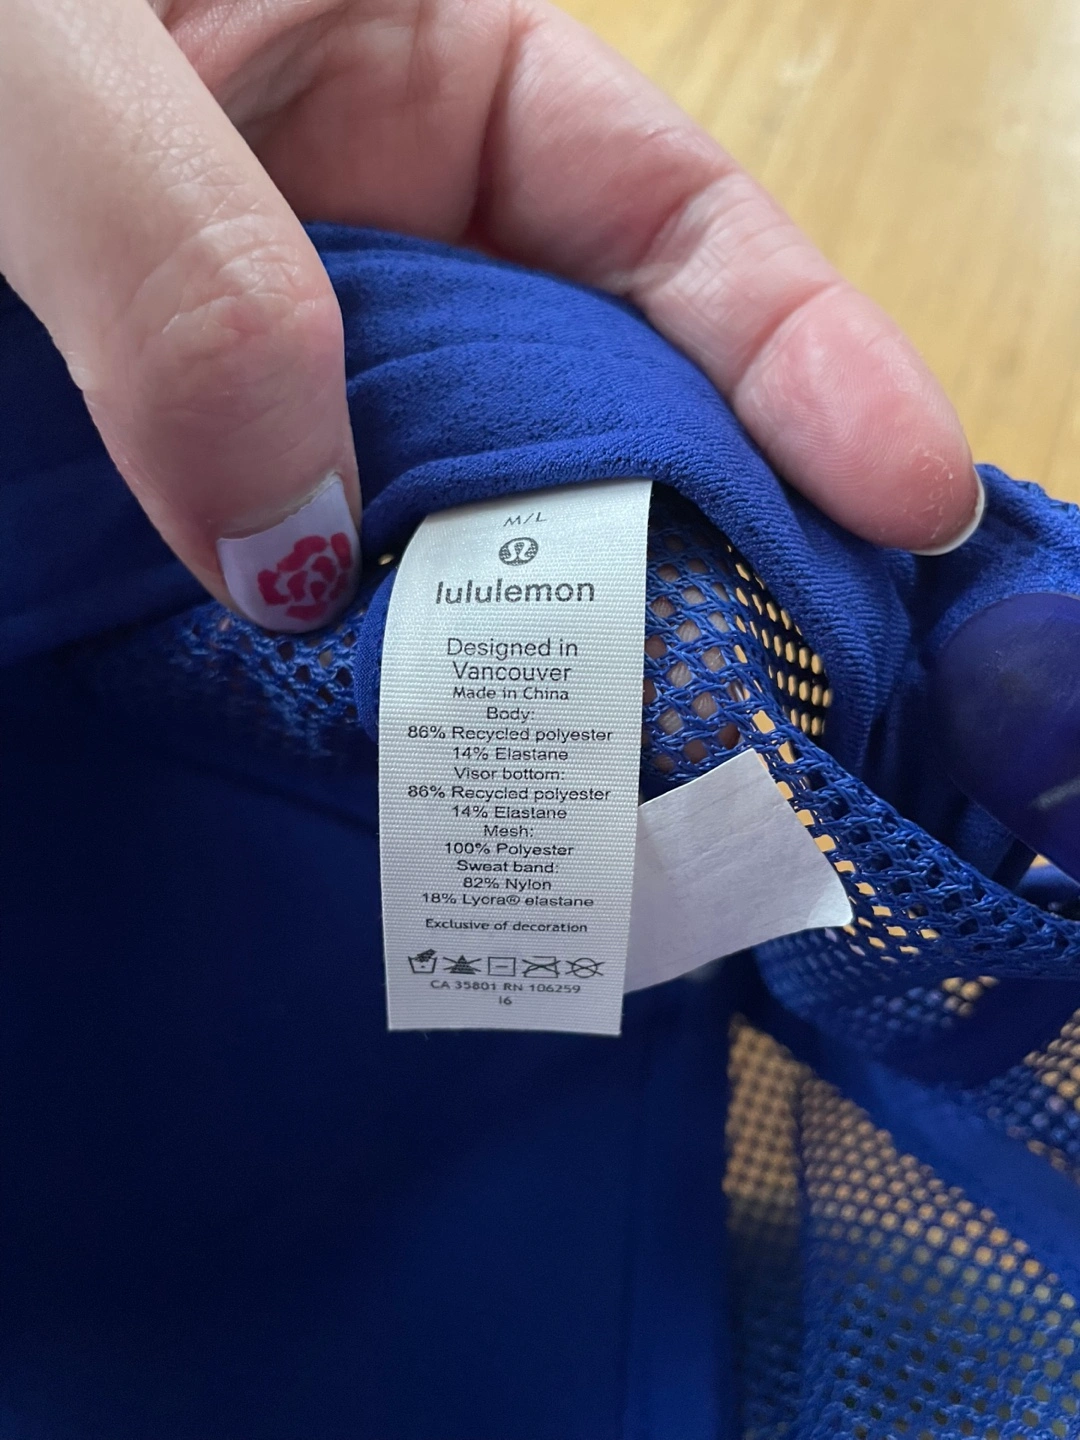 M/L
lululemon
Designed in
Vancouver
Made in China
Body:
86% Recycled polyester
14% Elastane
Visor bottom:
86% Recycled polyester
14% Elastane
Mesh:
100% Polyester
Sweat band:
82% Nylon
18% Lycra® elastane
Exclusive of decoration
CA 35801 RN 106259
16